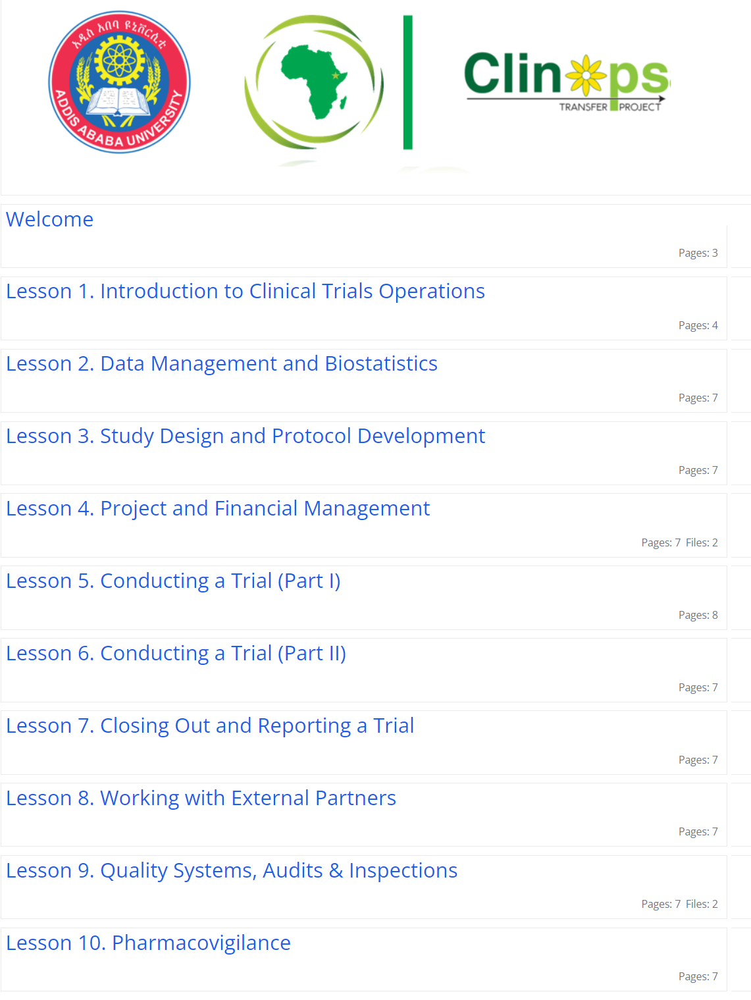 አዲስ አበባ ዩኒቨርሲቲ
ADDIS ABABA UNIVERSITY
Clin ps
TRANSFER PROJECT
Welcome
Pages: 3
Lesson 1. Introduction to Clinical Trials Operations
Pages: 4
Lesson 2. Data Management and Biostatistics
Pages: 7
Lesson 3. Study Design and Protocol Development
Pages: 7
Lesson 4. Project and Financial Management
Pages: 7 Files: 2
Lesson 5. Conducting a Trial (Part I)
Pages: 8
Lesson 6. Conducting a Trial (Part II)
Pages: 7
Lesson 7. Closing Out and Reporting a Trial
Pages: 7
Lesson 8. Working with External Partners
Pages: 7
Lesson 9. Quality Systems, Audits & Inspections
Pages: 7 Files: 2
Lesson 10. Pharmacovigilance
Pages: 7